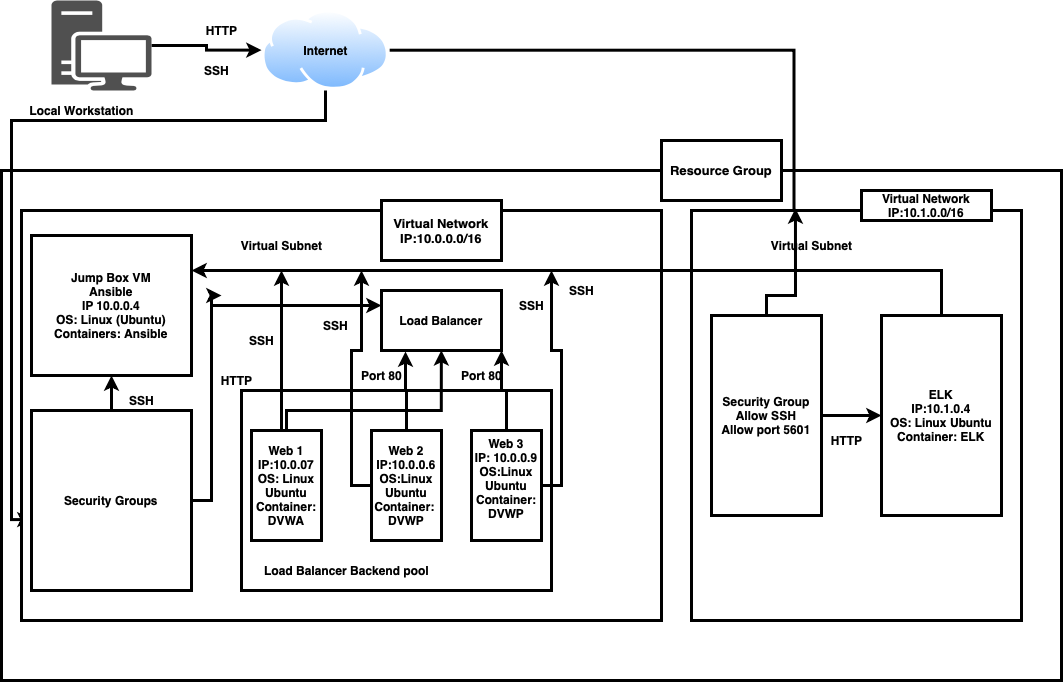 HTTP
Internet
SSH
Local Workstation
Resource Group
Virtual Network
IP:10.0.0.0/16
Virtual Network
IP:10.1.0.0/16
Virtual Subnet
Virtual Subnet
Jump Box VM
Ansible
IP 10.0.0.4
OS: Linux (Ubuntu)
Containers: Ansible
SSH
SSH
Load Balancer
SSH
SSH
HTTP
Port 80
Port 80
SSH
Security Groups
Web 1
IP:10.0.07
OS: Linux
Ubuntu
Container:
DVWA
Web 2
IP:10.0.0.6
OS:Linux
Ubuntu
Container:
DVWP
Web 3
IP: 10.0.0.9
OS:Linux
Ubuntu
Container:
DVWP
Load Balancer Backend pool
Security Group
Allow SSH
Allow port 5601
HTTP
ELK
IP:10.1.0.4
OS: Linux Ubuntu
Container: ELK